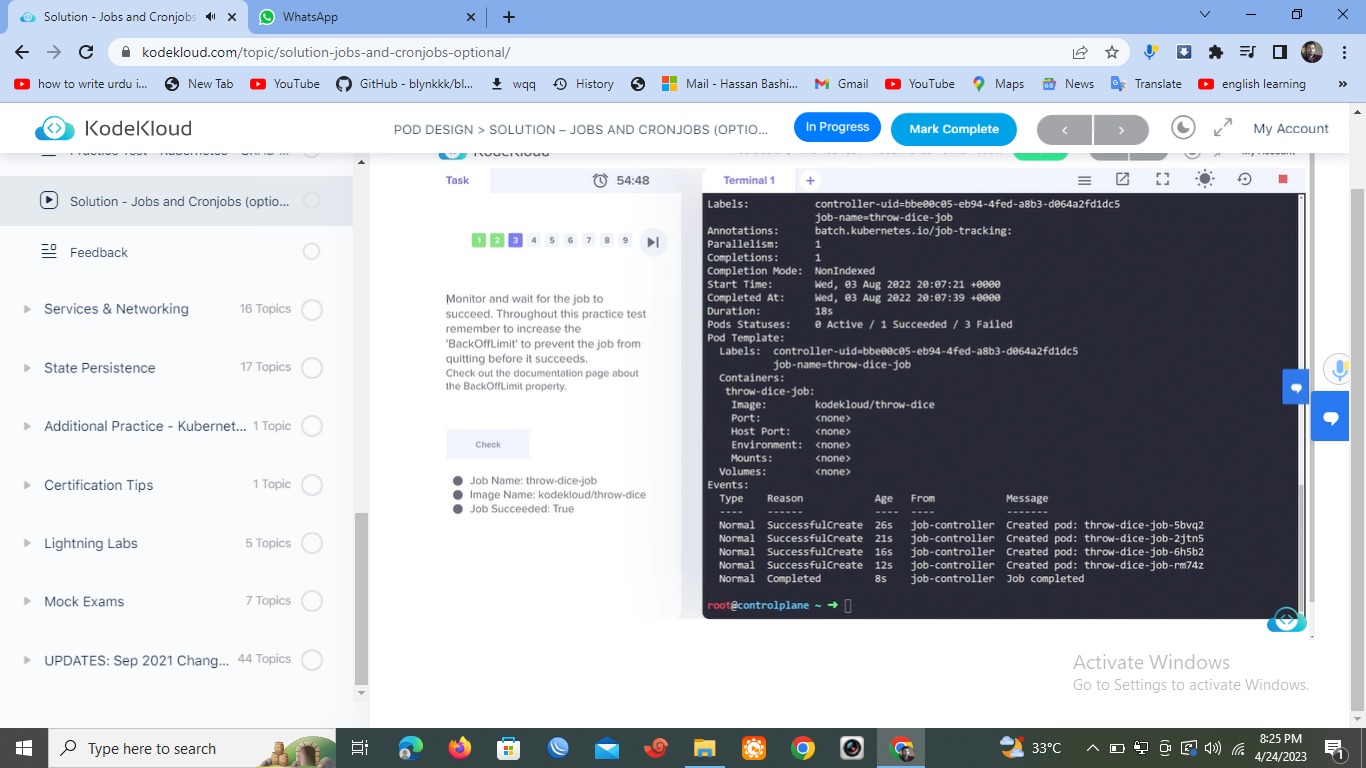 Solution - Jobs and Cronjobs
WhatsApp
kodekloud.com/topic/solution-jobs-and-cronjobs-optional/
how to write urdu i...
New Tab
YouTube
GitHub - blynkkk/bl...
wqq
History
Mail - Hassan Bashi...
Gmail
YouTube
Maps
News
Translate
english learning
KodeKloud
POD DESIGN > SOLUTION – JOBS AND CRONJOBS (OPTIO...
In Progress
Mark Complete
My Account
Solution - Jobs and Cronjobs (optio...
Feedback
Services & Networking 16 Topics
State Persistence 17 Topics
Additional Practice - Kubernet... 1 Topic
Certification Tips 1 Topic
Lightning Labs 5 Topics
Mock Exams 7 Topics
UPDATES: Sep 2021 Chang... 44 Topics
Task
54:48
1 2 3 4 5 6 7 8 9
Monitor and wait for the job to
succeed. Throughout this practice test
remember to increase the
'BackOffLimit' to prevent the job from
quitting before it succeeds.
Check out the documentation page about
the BackOffLimit property.
Check
Job Name: throw-dice-job
Image Name: kodekloud/throw-dice
Job Succeeded: True
Terminal 1 +
Labels: controller-uid=bbe00c05-eb94-4fed-a8b3-d064a2fd1dc5
job-name=throw-dice-job
Annotations: batch.kubernetes.io/job-tracking:
Parallelism: 1
Completions: 1
Completion Mode: NonIndexed
Start Time: Wed, 03 Aug 2022 20:07:21 +0000
Completed At: Wed, 03 Aug 2022 20:07:39 +0000
Duration: 18s
Pods Statuses: 0 Active / 1 Succeeded / 3 Failed
Pod Template:
Labels: controller-uid=bbe00c05-eb94-4fed-a8b3-d064a2fd1dc5
job-name=throw-dice-job
Containers:
throw-dice-job:
Image: kodekloud/throw-dice
Port: <none>
Host Port: <none>
Environment: <none>
Mounts: <none>
Volumes: <none>
Events:
Type Reason Age From Message
---- ------ ---- ---- -------
Normal SuccessfulCreate 26s job-controller Created pod: throw-dice-job-5bvq2
Normal SuccessfulCreate 21s job-controller Created pod: throw-dice-job-2jtn5
Normal SuccessfulCreate 16s job-controller Created pod: throw-dice-job-6h5b2
Normal SuccessfulCreate 12s job-controller Created pod: throw-dice-job-rm74z
Normal Completed 8s job-controller Job completed
root@controlplane ~ ➜
Activate Windows
Go to Settings to activate Windows.
Type here to search
33°C
8:25 PM
4/24/2023
1